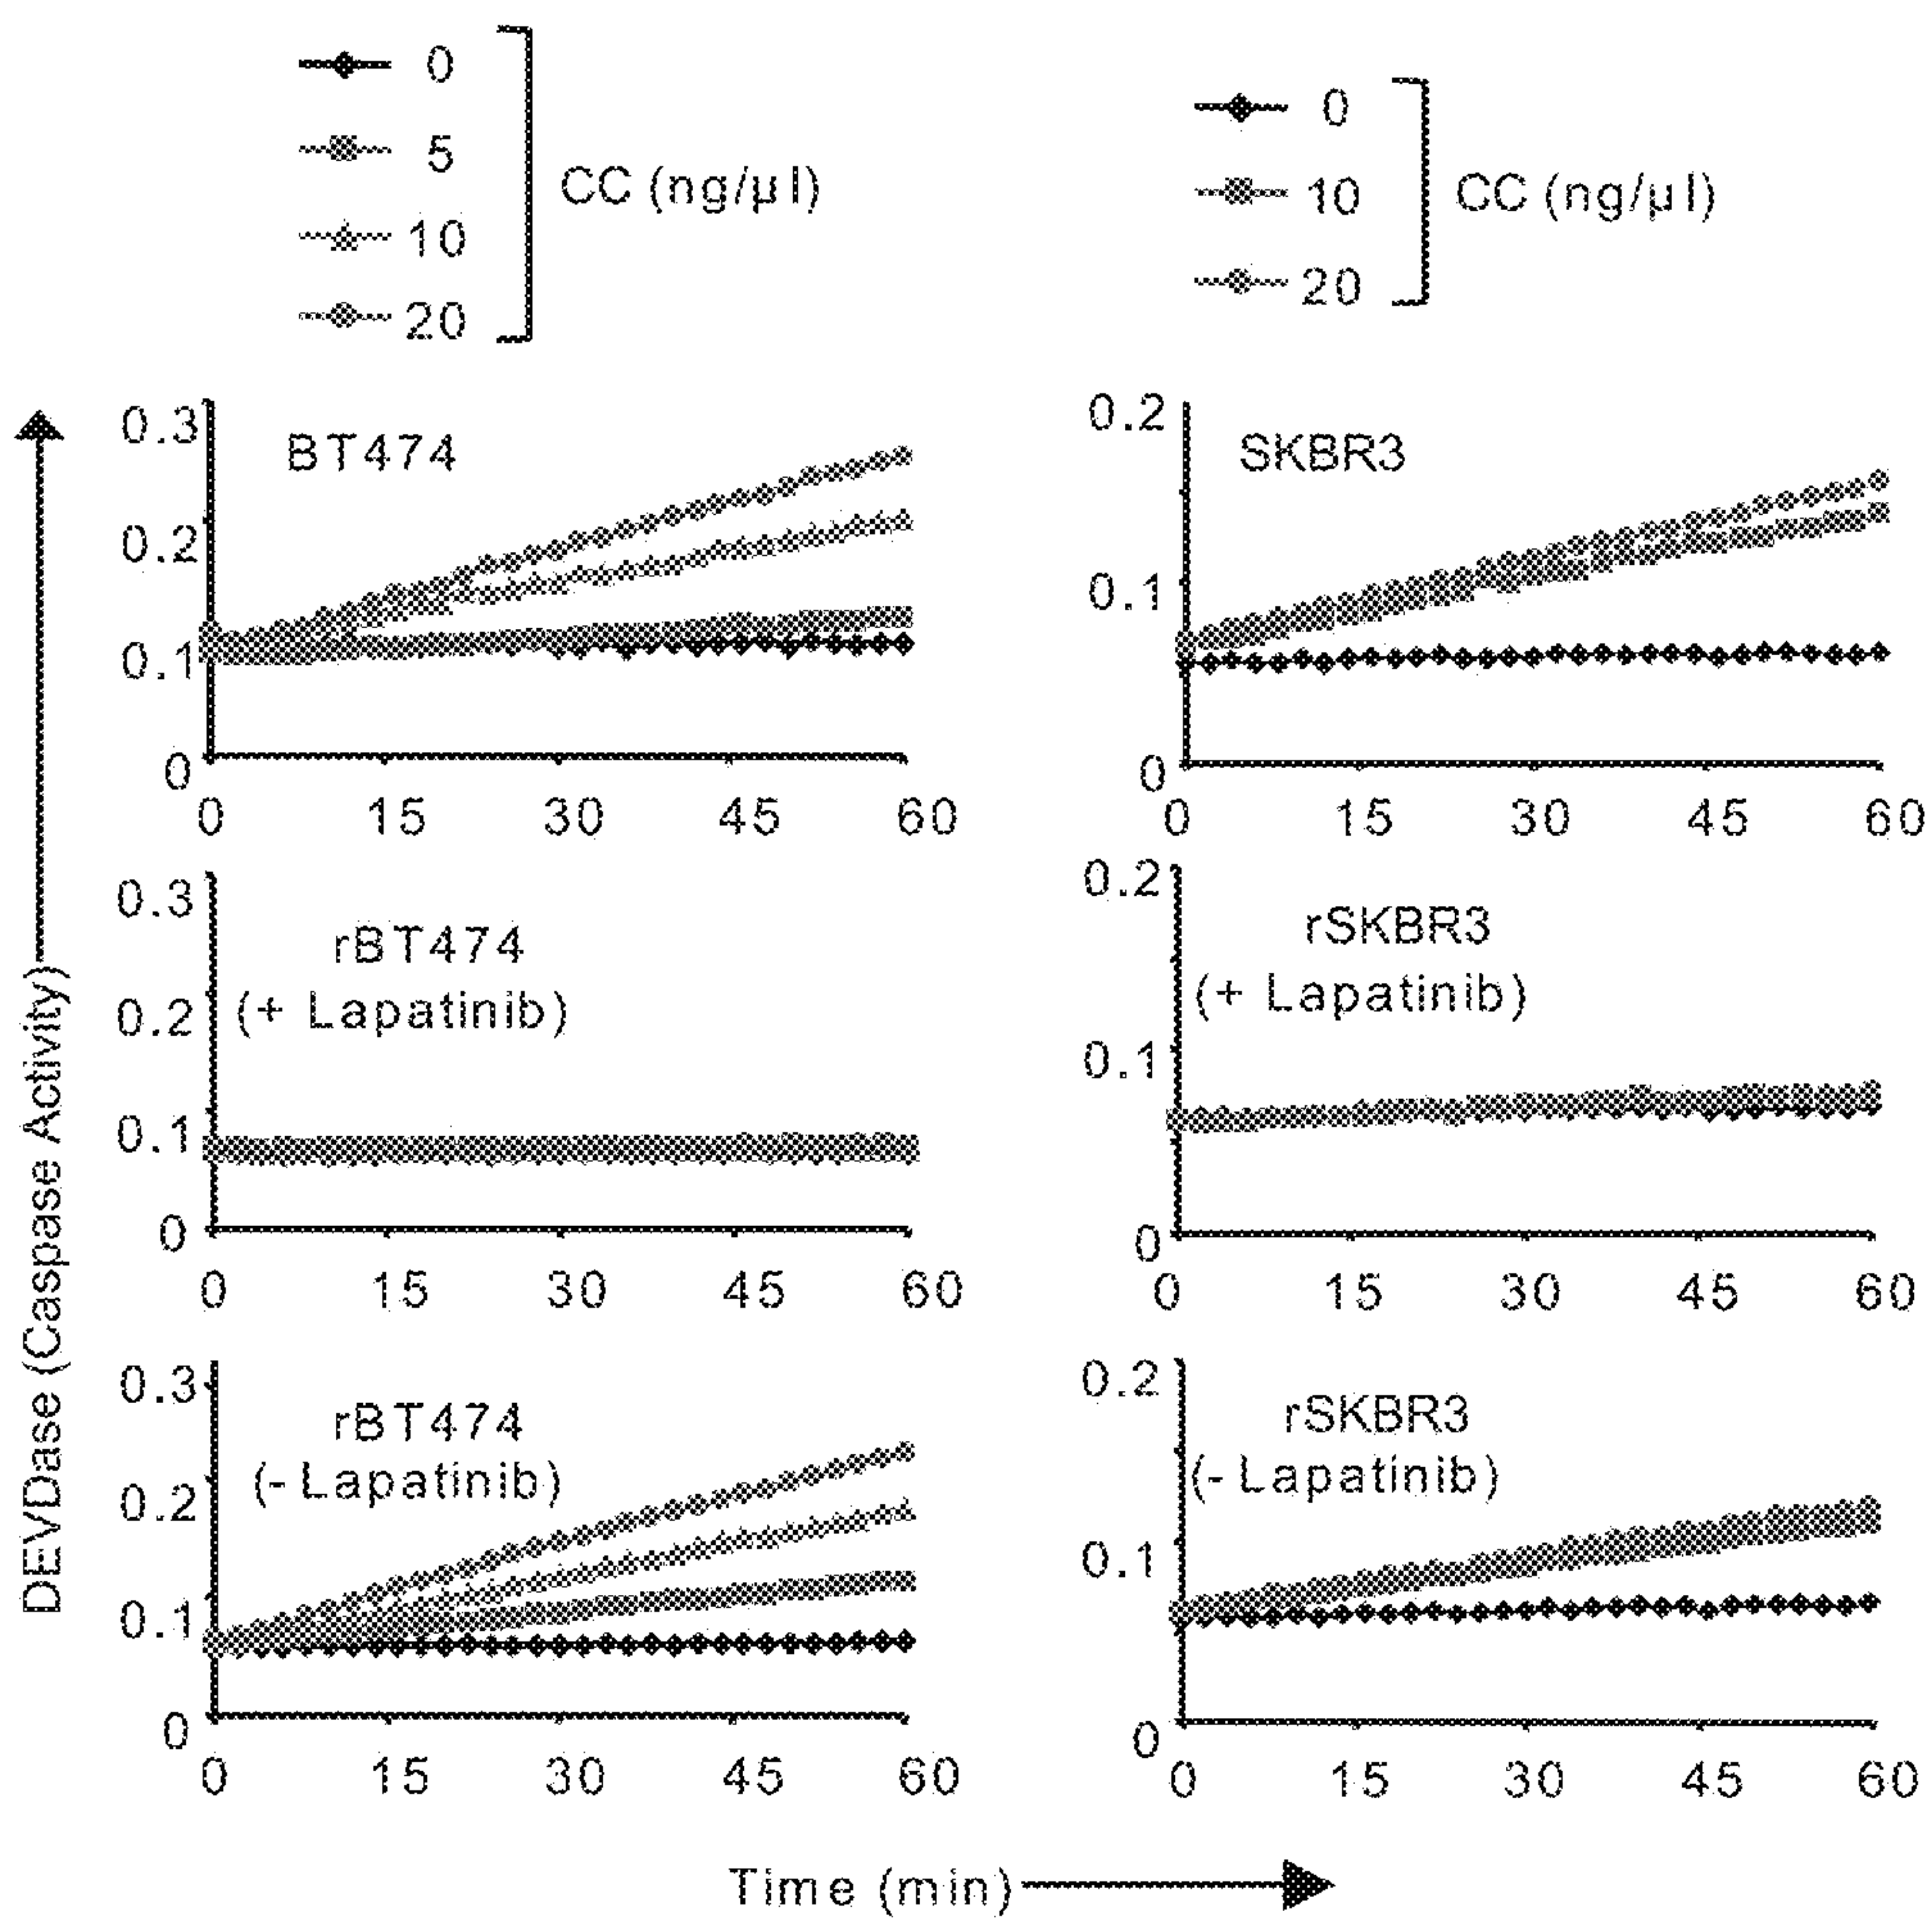 0
5
10
20
CC (ng/µl)
0
10
20
CC (ng/µl)
DEVDase (Caspase Activity)
BT474
0.3
0.2
0.1
0
0 15 30 45 60
SKBR3
0.2
0.1
0
0 15 30 45 60
rBT474
(+ Lapatinib)
0.3
0.2
0.1
0
0 15 30 45 60
rSKBR3
(+ Lapatinib)
0.2
0.1
0
0 15 30 45 60
rBT474
(- Lapatinib)
0.3
0.2
0.1
0
0 15 30 45 60
rSKBR3
(- Lapatinib)
0.2
0.1
0
0 15 30 45 60
Time (min)